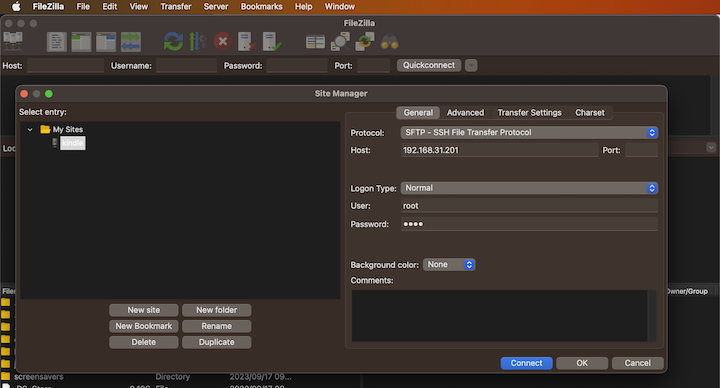 FileZilla File Edit View Transfer Server Bookmarks Help Window
FileZilla
Host: Username: Password: Port: Quickconnect
Site Manager
Select entry:
My Sites
kindle
General Advanced Transfer Settings Charset
Protocol: SFTP - SSH File Transfer Protocol
Host: 192.168.31.201 Port:
Logon Type: Normal
User: root
Password: ••••
Background color: None
Comments:
New site New folder
New Bookmark Rename
Delete Duplicate
Connect OK Cancel
Owner/Group
screensavers Directory 2023/09/17 09...